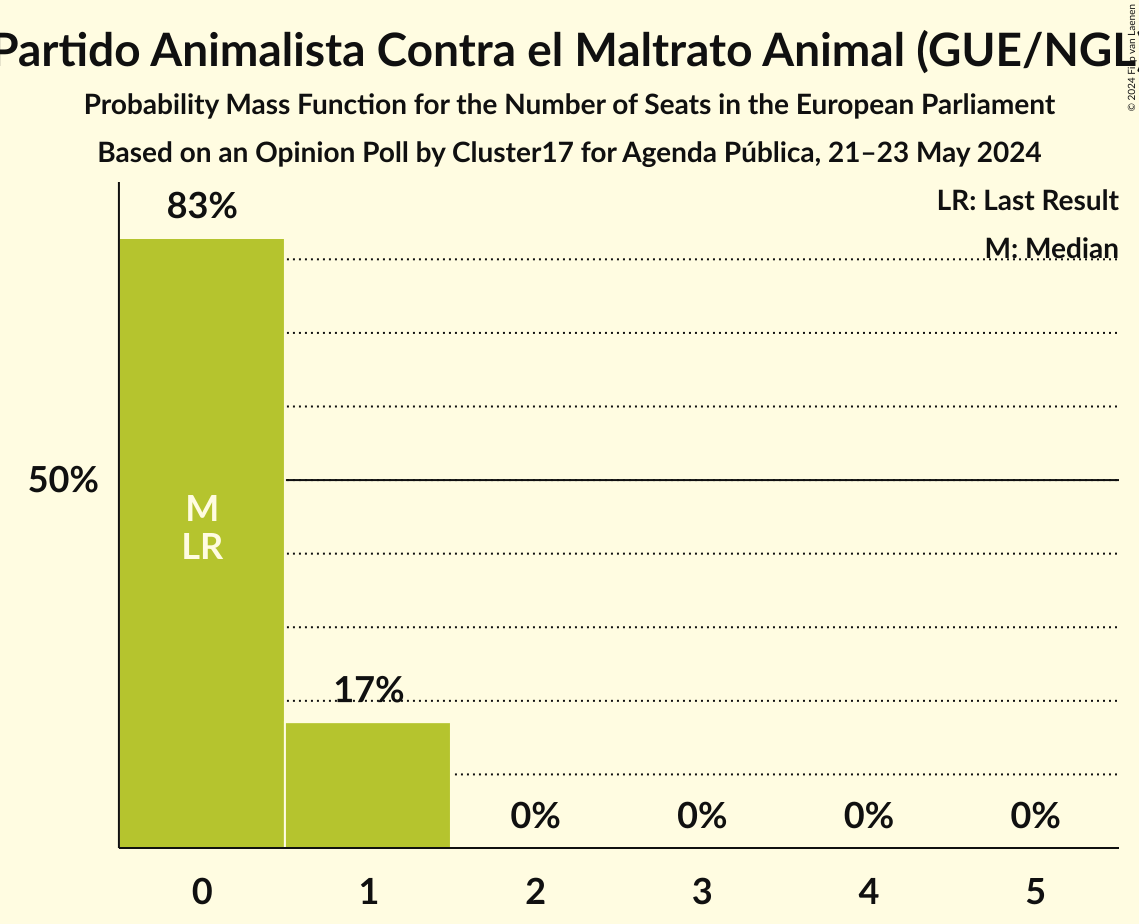 Partido Animalista Contra el Maltrato Animal (GUE/NGL)
Probability Mass Function for the Number of Seats in the European Parliament
Based on an Opinion Poll by Cluster17 for Agenda Pública, 21–23 May 2024
© 2024 Filip van Laenen
LR: Last Result
M: Median
83%
50%
M
LR
17%
0% 0% 0% 0%
0 1 2 3 4 5